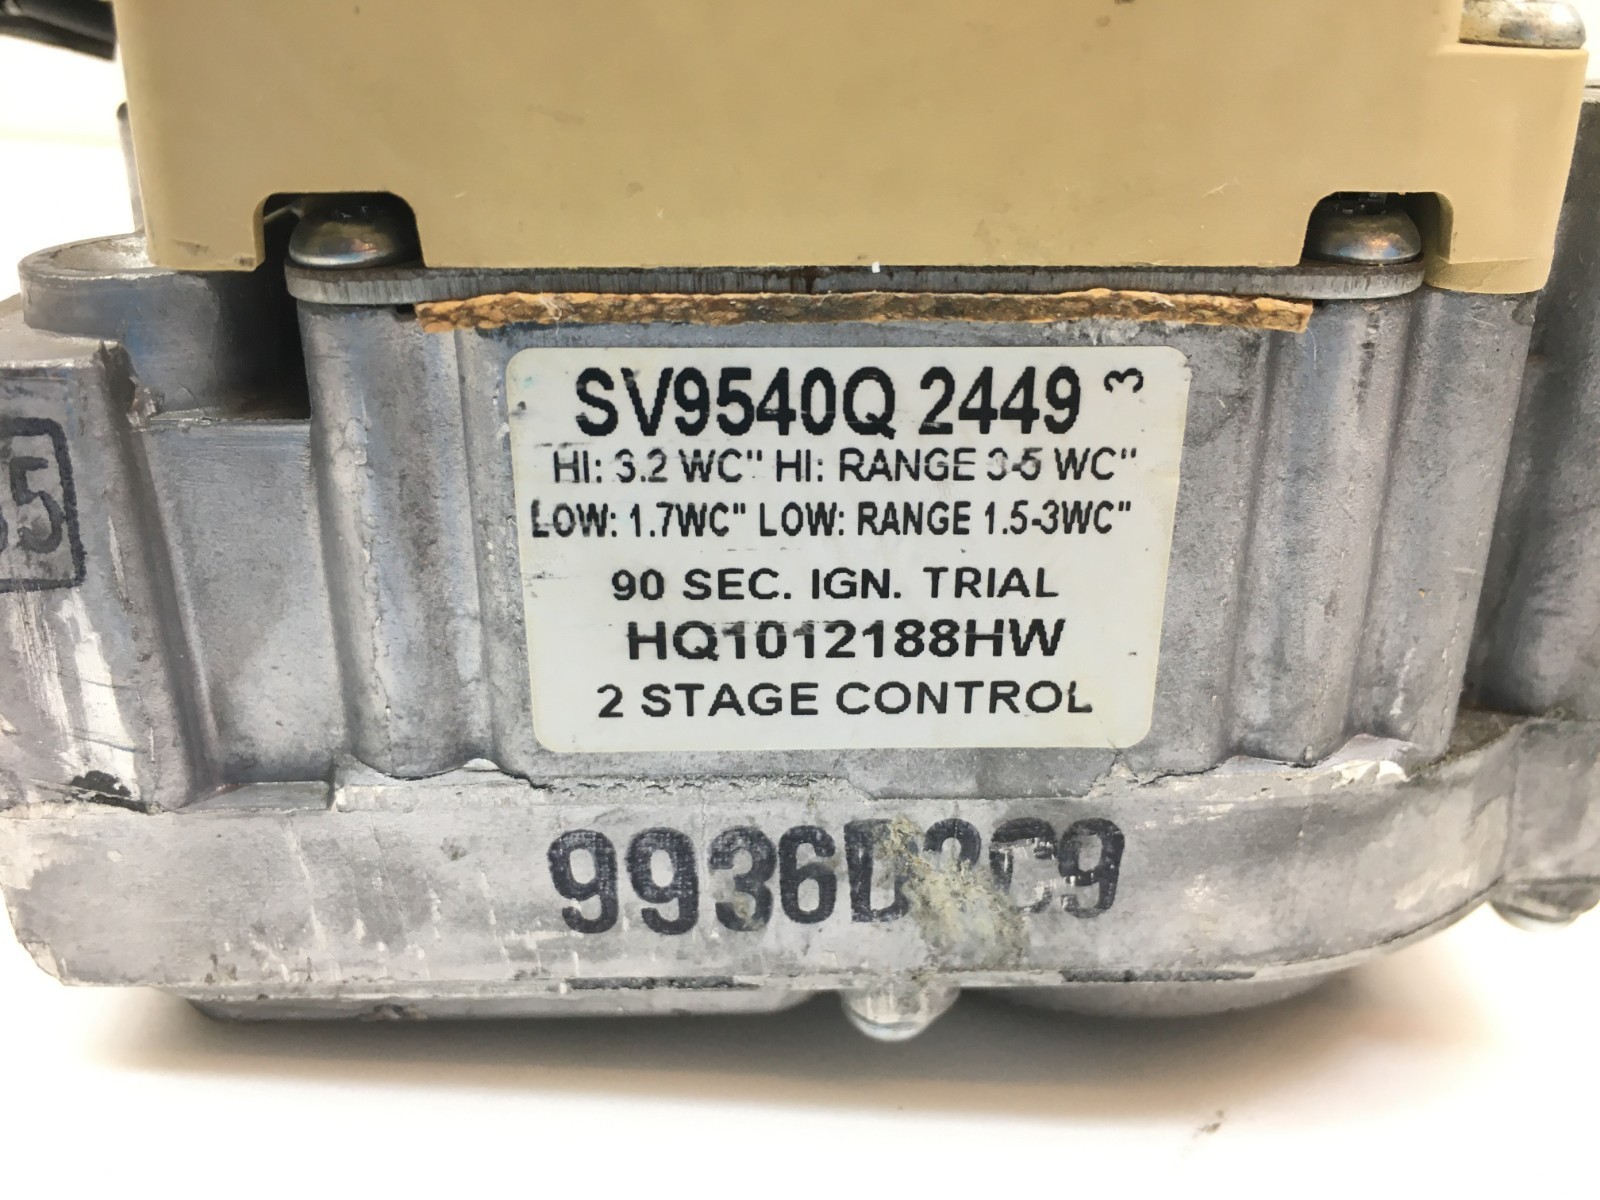 SV9540Q 2449 3
HI: 3.2 WC" HI: RANGE 3-5 WC"
LOW: 1.7WC" LOW: RANGE 1.5-3WC"
90 SEC. IGN. TRIAL
HQ1012188HW
2 STAGE CONTROL